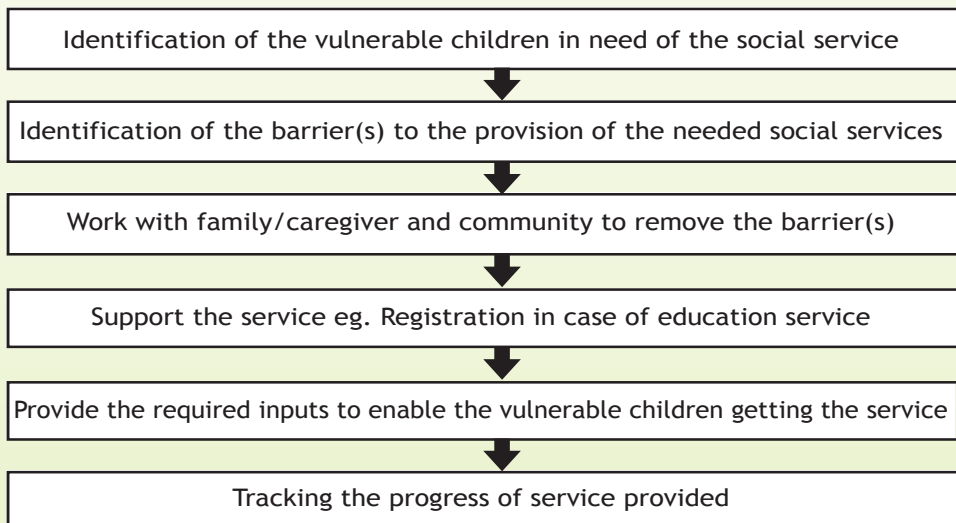 Identification of the vulnerable children in need of the social service
Identification of the barrier(s) to the provision of the needed social services
Work with family/caregiver and community to remove the barrier(s)
Support the service eg. Registration in case of education service
Provide the required inputs to enable the vulnerable children getting the service
Tracking the progress of service provided